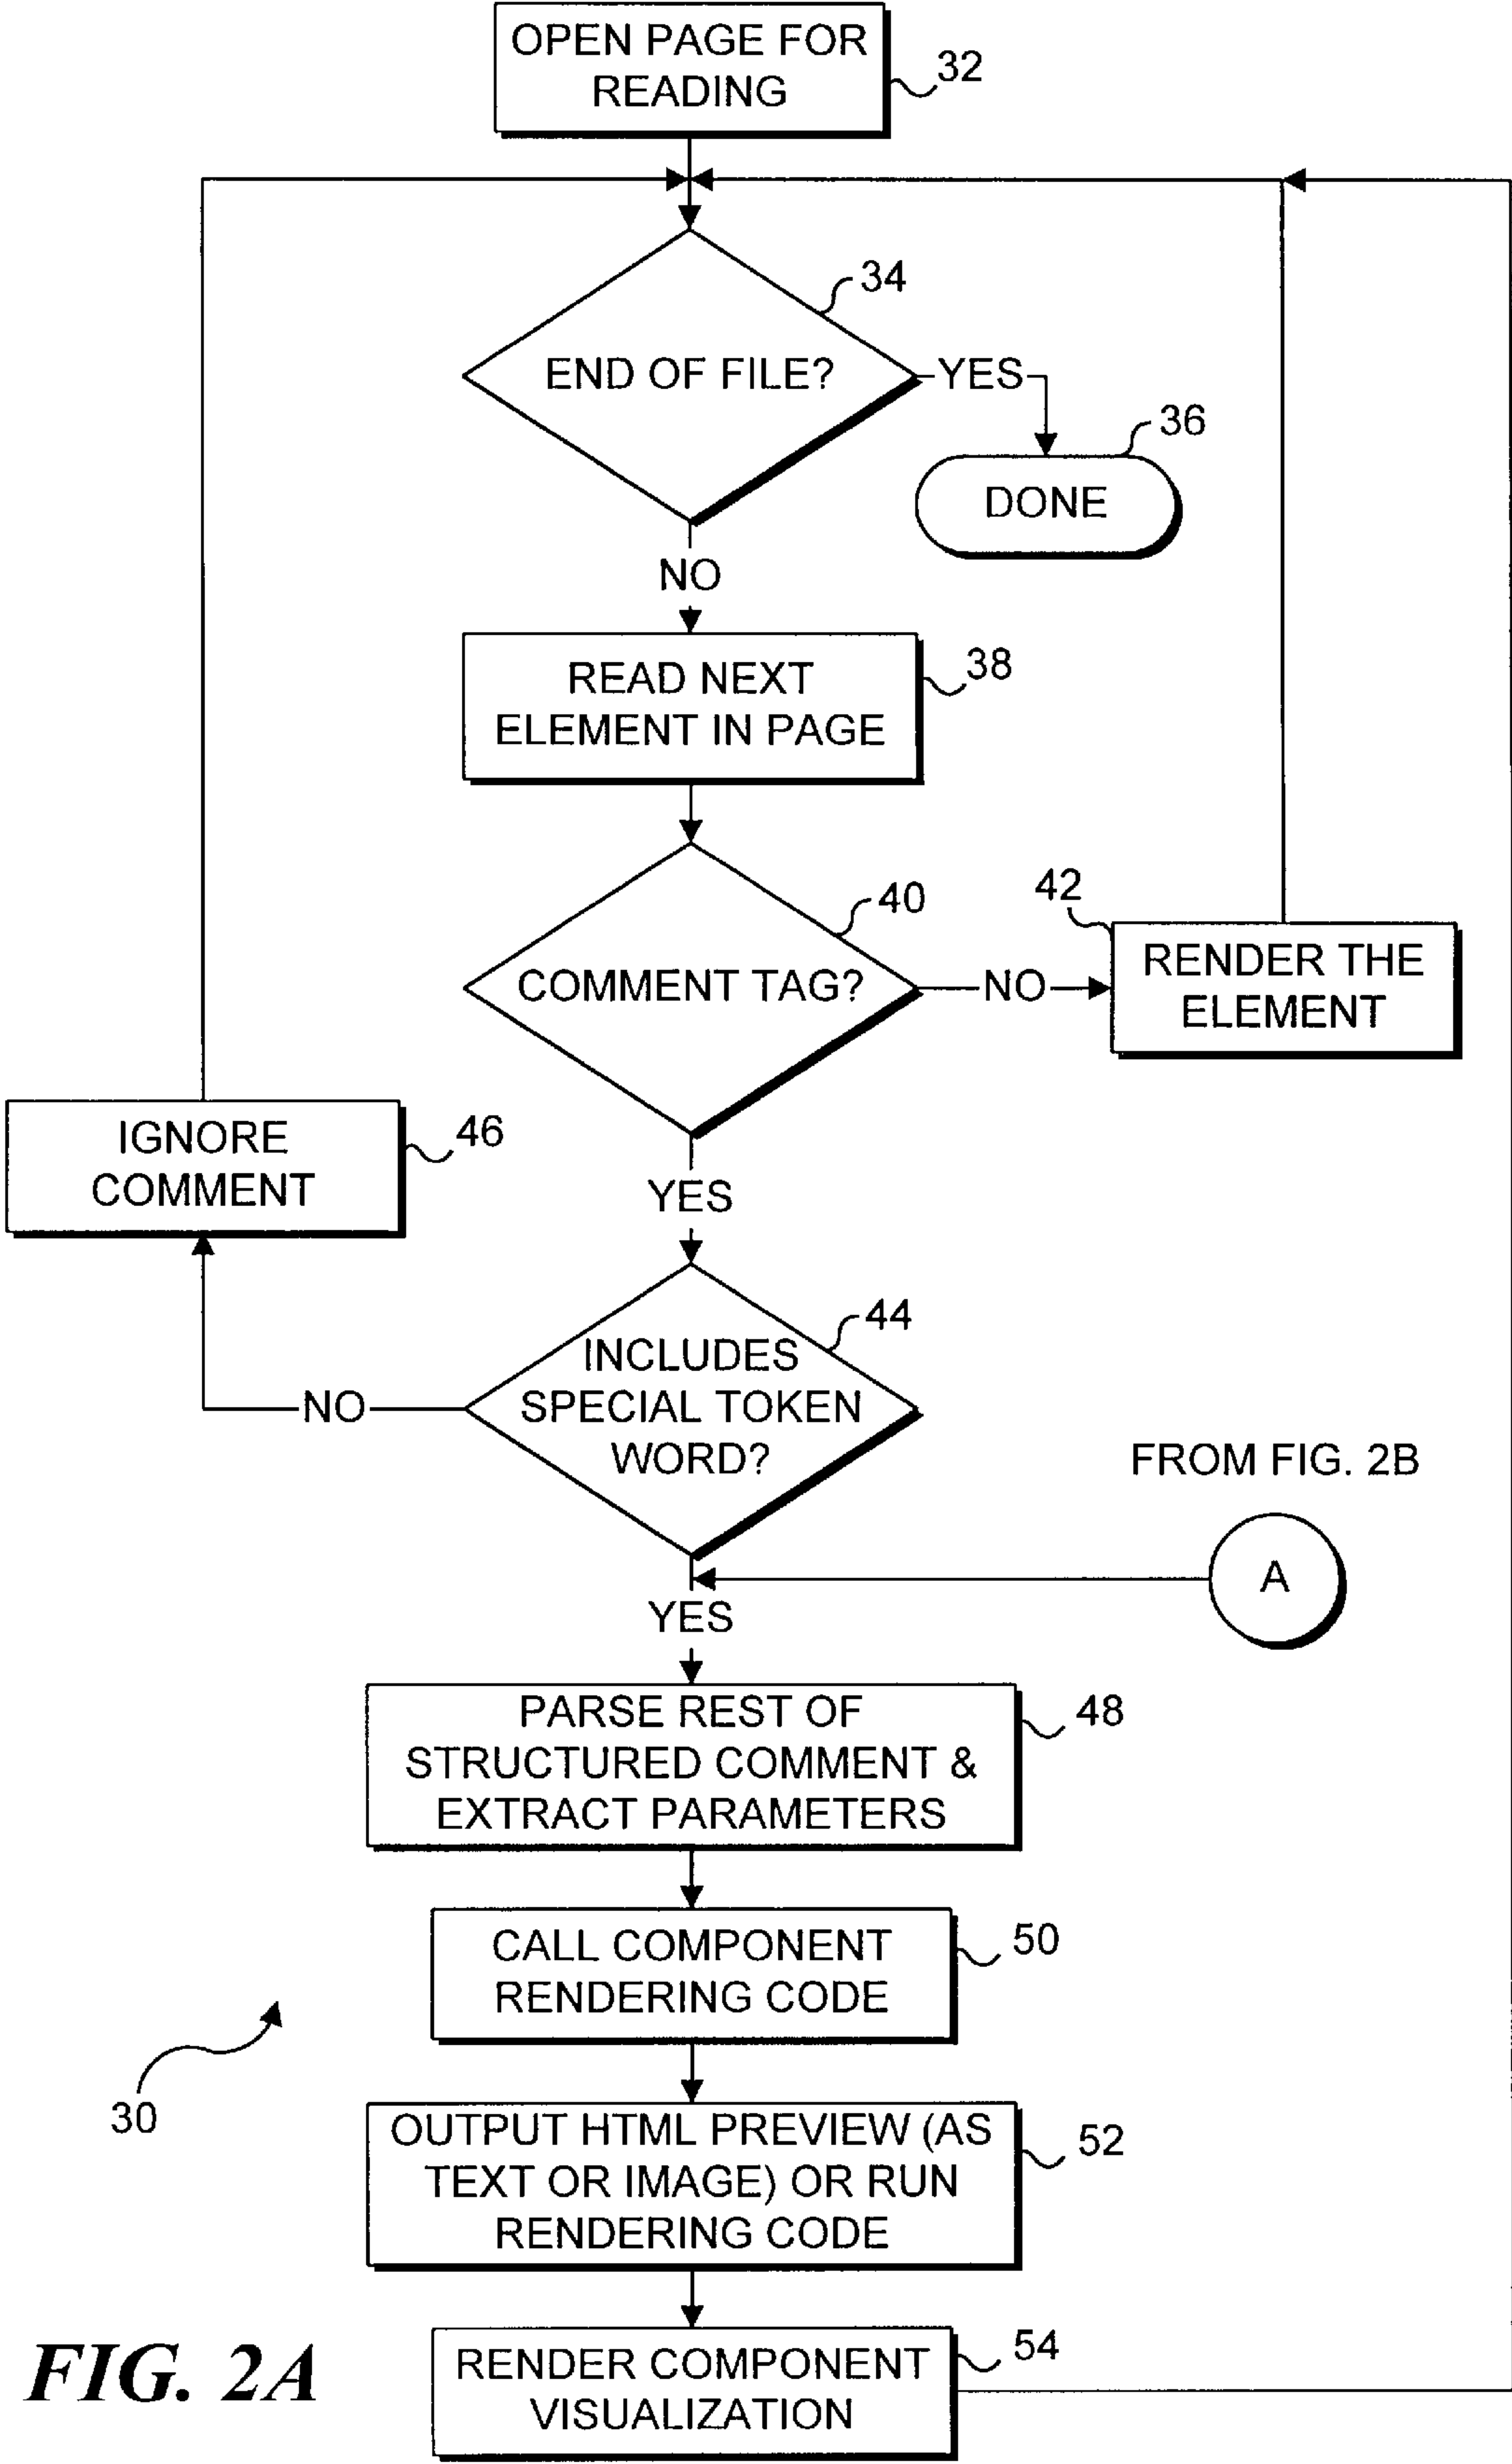 OPEN PAGE FOR
READING
32
34
END OF FILE?
YES
36
DONE
NO
READ NEXT
ELEMENT IN PAGE
38
40
COMMENT TAG?
NO
42
RENDER THE
ELEMENT
IGNORE
COMMENT
46
YES
44
INCLUDES
SPECIAL TOKEN
WORD?
NO
FROM FIG. 2B
A
YES
PARSE REST OF
STRUCTURED COMMENT &
EXTRACT PARAMETERS
48
CALL COMPONENT
RENDERING CODE
50
30
OUTPUT HTML PREVIEW (AS
TEXT OR IMAGE) OR RUN
RENDERING CODE
52
RENDER COMPONENT
VISUALIZATION
54
FIG. 2A